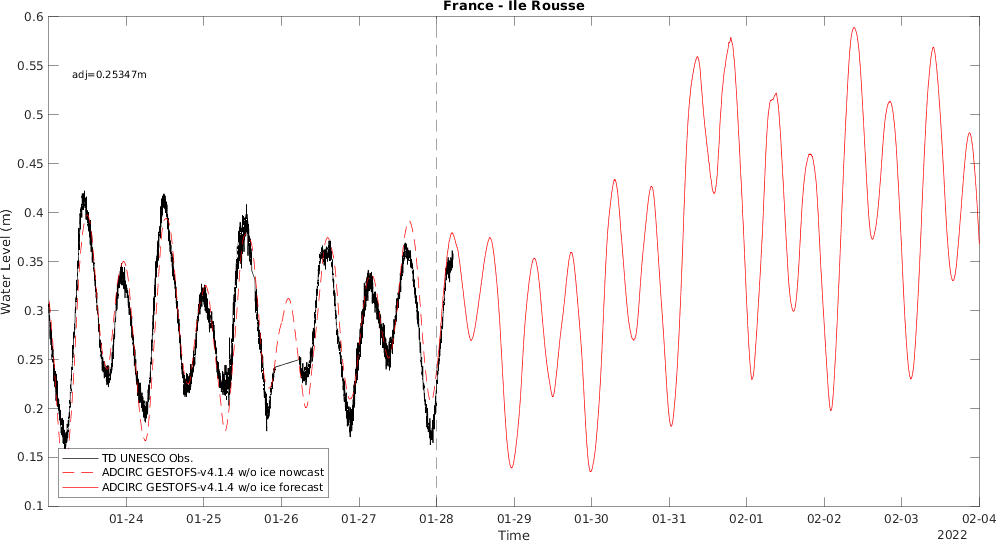 France - Ile Rousse
0.6
0.55
0.5
0.45
0.4
0.35
0.3
0.25
0.2
0.15
0.1
Water Level (m)
adj=0.25347m
TD UNESCO Obs.
ADCIRC GESTOFS-v4.1.4 w/o ice nowcast
ADCIRC GESTOFS-v4.1.4 w/o ice forecast
01-24 01-25 01-26 01-27 01-28 01-29 01-30 01-31 02-01 02-02 02-03 02-04
Time
2022